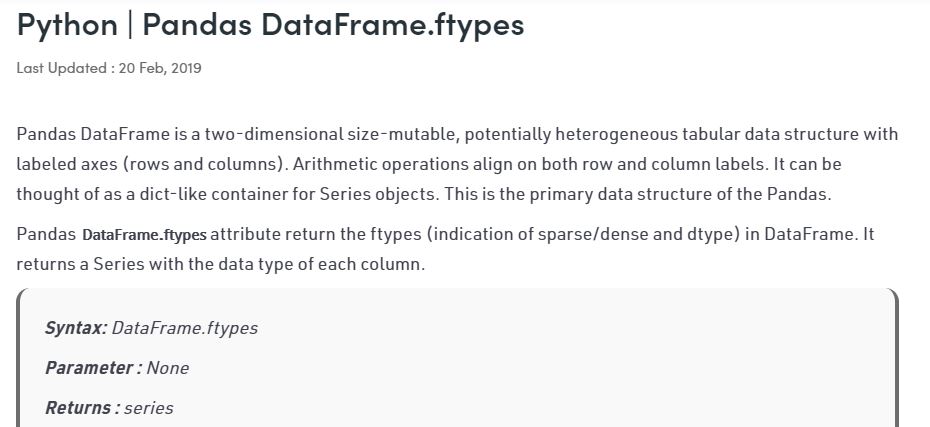 Python | Pandas DataFrame.ftypes
Last Updated : 20 Feb, 2019
Pandas DataFrame is a two-dimensional size-mutable, potentially heterogeneous tabular data structure with
labeled axes (rows and columns). Arithmetic operations align on both row and column labels. It can be
thought of as a dict-like container for Series objects. This is the primary data structure of the Pandas.
Pandas DataFrame.ftypes attribute return the ftypes (indication of sparse/dense and dtype) in DataFrame. It
returns a Series with the data type of each column.
Syntax: DataFrame.ftypes
Parameter : None
Returns : series